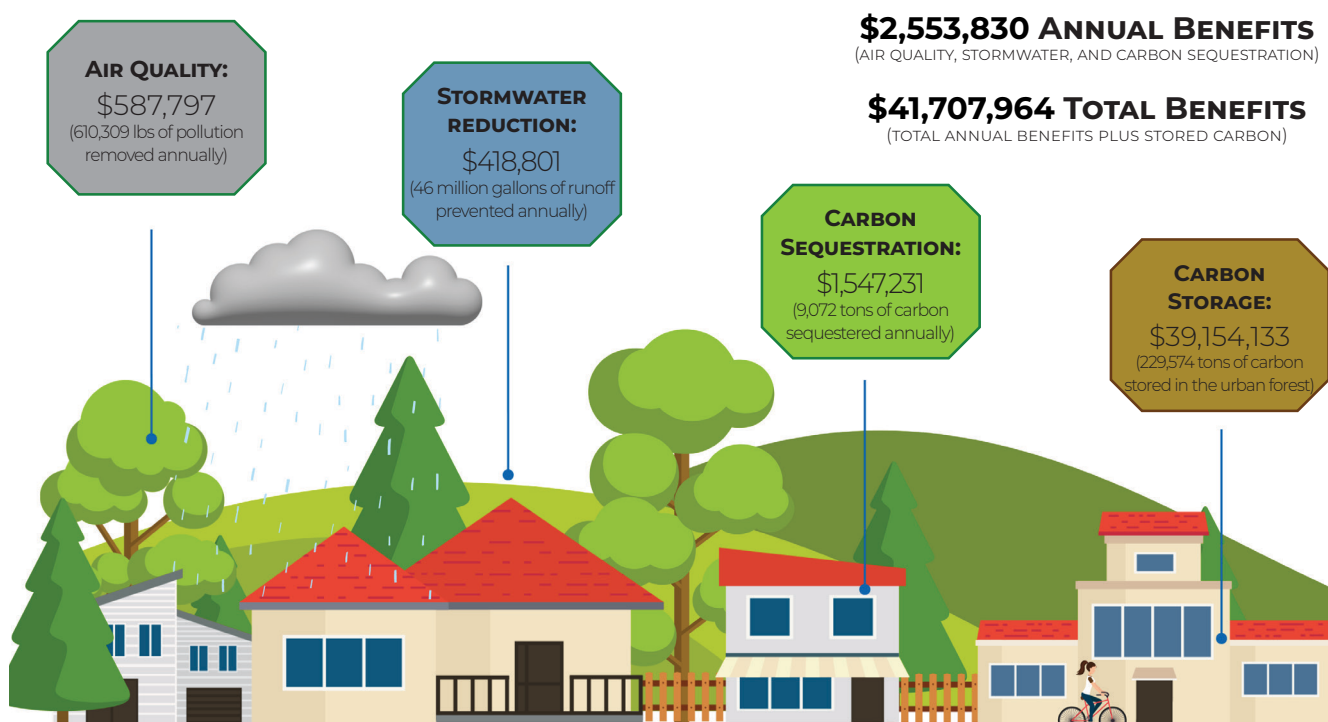 AIR QUALITY:
$587,797
(610,309 lbs of pollution
removed annually)
STORMWATER
REDUCTION:
$418,801
(46 million gallons of runoff
prevented annually)
$2,553,830 ANNUAL BENEFITS
(AIR QUALITY, STORMWATER, AND CARBON SEQUESTRATION)
$41,707,964 TOTAL BENEFITS
(TOTAL ANNUAL BENEFITS PLUS STORED CARBON)
CARBON
SEQUESTRATION:
$1,547,231
(9,072 tons of carbon
sequestered annually)
CARBON
STORAGE:
$39,154,133
(229,574 tons of carbon
stored in the urban forest)